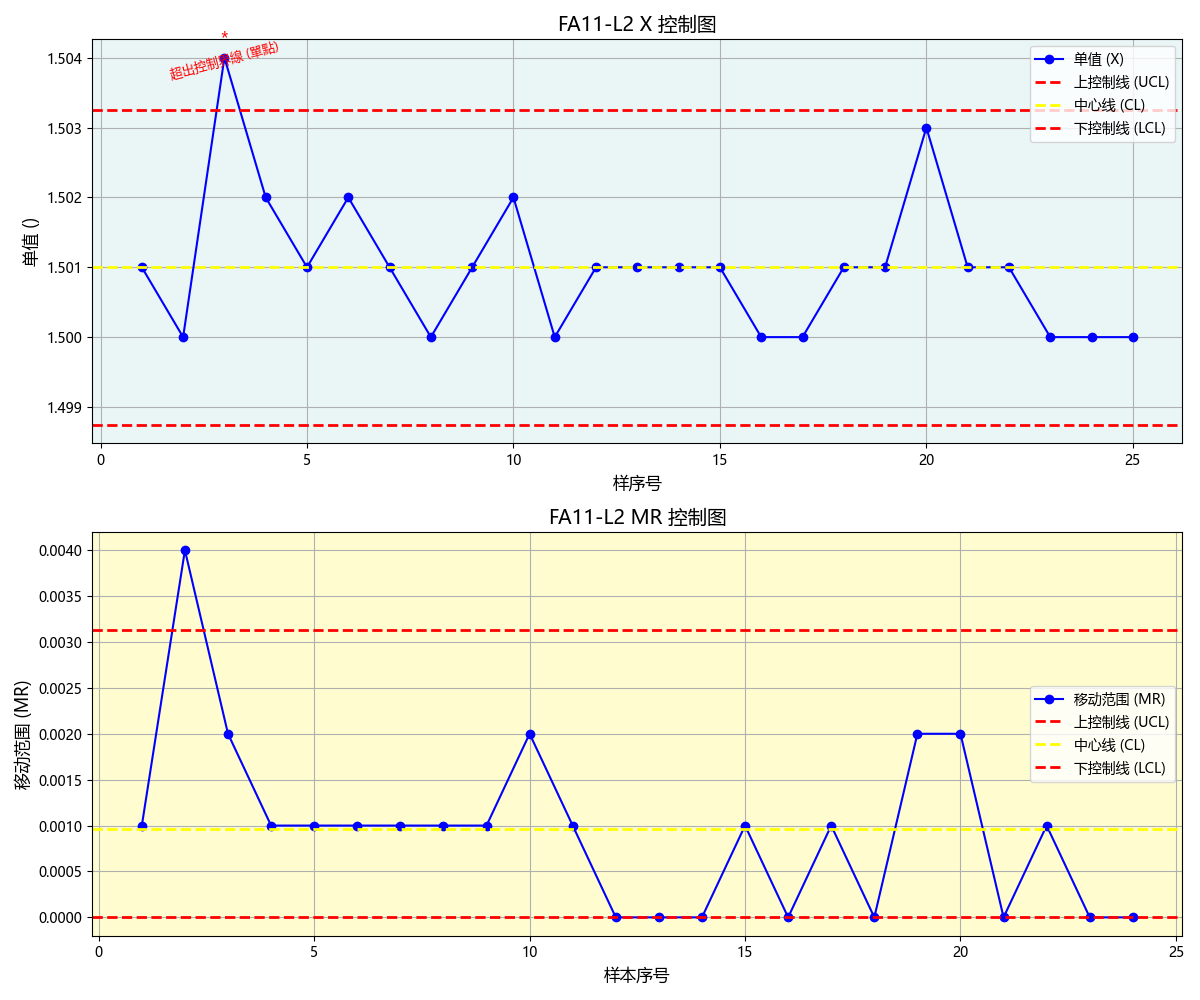 FA11-L2 X 控制图
*
超出控制界線 (單點)
单值 (X)
上控制线 (UCL)
中心线 (CL)
下控制线 (LCL)
1.504
1.503
1.502
1.501
1.500
1.499
单值 ()
0 5 10 15 20 25
样序号
FA11-L2 MR 控制图
0.0040
0.0035
0.0030
0.0025
0.0020
0.0015
0.0010
0.0005
0.0000
移动范围 (MR)
移动范围 (MR)
上控制线 (UCL)
中心线 (CL)
下控制线 (LCL)
0 5 10 15 20 25
样本序号